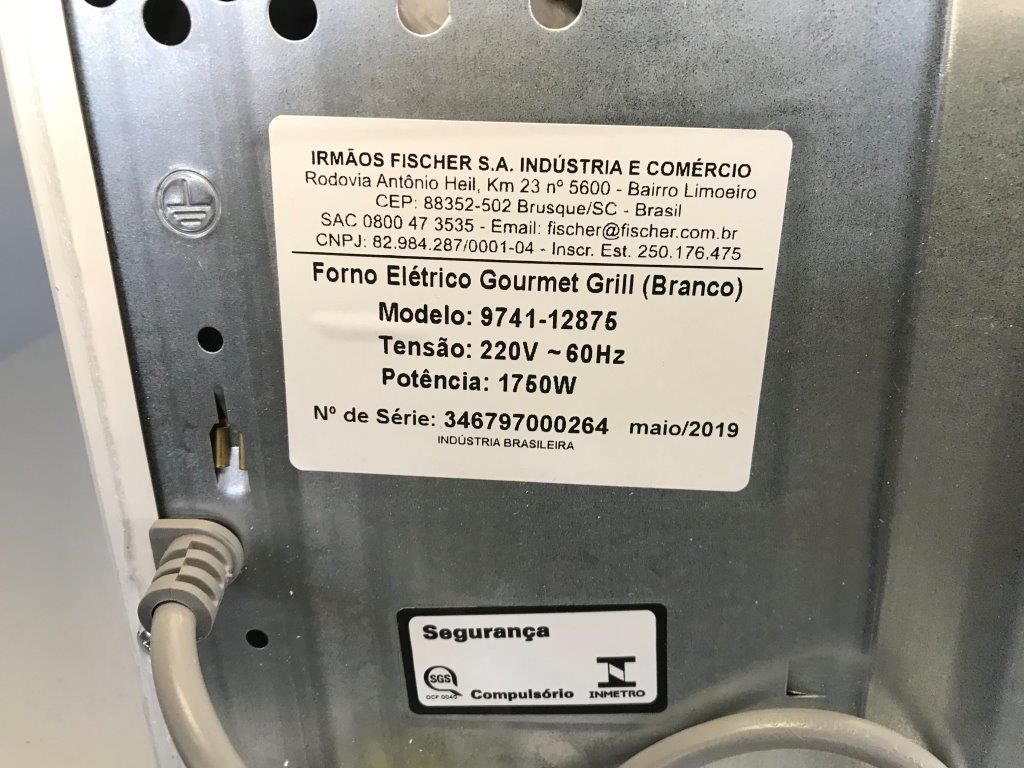 IRMÃOS FISCHER S.A. INDÚSTRIA E COMÉRCIO
Rodovia Antônio Heil, Km 23 nº 5600 - Bairro Limoeiro
CEP: 88352-502 Brusque/SC - Brasil
SAC 0800 47 3535 - Email: fischer@fischer.com.br
CNPJ: 82.984.287/0001-04 - Inscr. Est. 250.176.475
Forno Elétrico Gourmet Grill (Branco)
Modelo: 9741-12875
Tensão: 220V ~ 60Hz
Potência: 1750W
Nº de Série: 346797000264 maio/2019
INDÚSTRIA BRASILEIRA
Segurança
SGS
OCP 0040
Compulsório
INMETRO